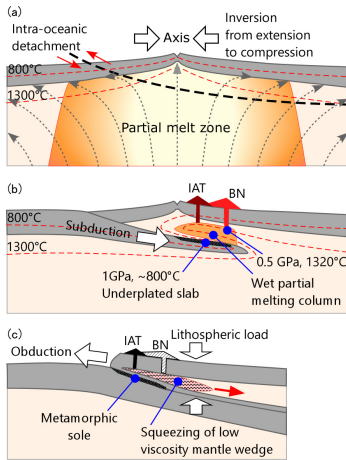 (a)
Intra-oceanic
detachment
Axis
Inversion
from extension
to compression
800°C
1300°C
Partial melt zone
(b)
IAT
BN
800°C
Subduction
1300°C
0.5 GPa, 1320°C
1GPa, ~800°C
Underplated slab
Wet partial
melting column
(c)
Obduction
IAT
BN
Lithospheric load
Metamorphic
sole
Squeezing of low
viscosity mantle wedge